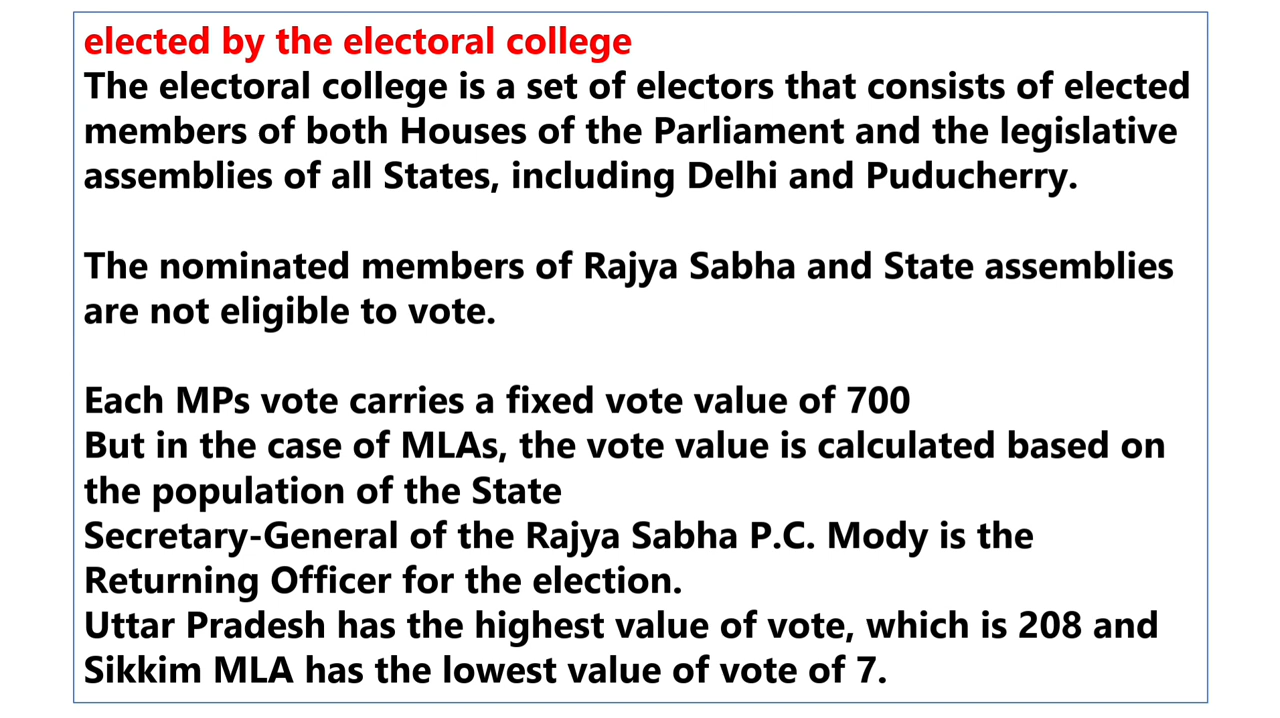 elected by the electoral college
The electoral college is a set of electors that consists of elected
members of both Houses of the Parliament and the legislative
assemblies of all States, including Delhi and Puducherry.
The nominated members of Rajya Sabha and State assemblies
are not eligible to vote.
Each MPs vote carries a fixed vote value of 700
But in the case of MLAs, the vote value is calculated based on
the population of the State
Secretary-General of the Rajya Sabha P.C. Mody is the
Returning Officer for the election.
Uttar Pradesh has the highest value of vote, which is 208 and
Sikkim MLA has the lowest value of vote of 7.